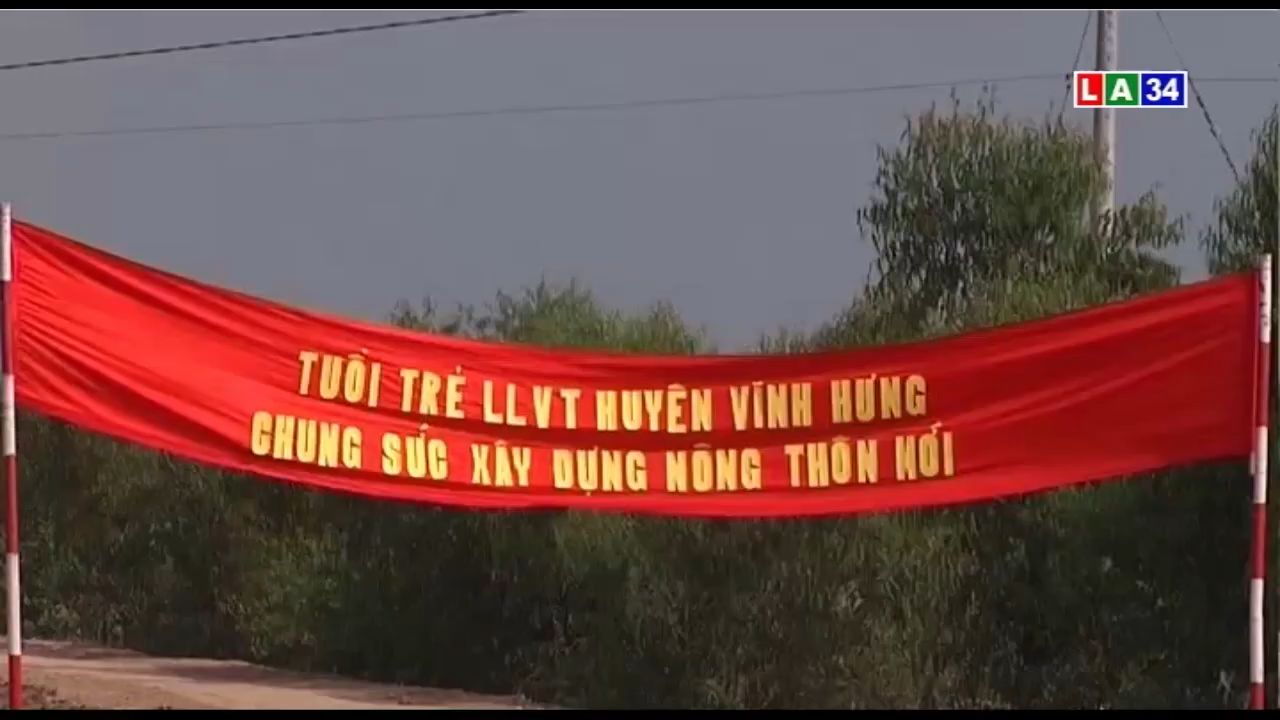 LA34
TUỔI TRẺ LLVT HUYỆN VĨNH HƯNG
CHUNG SỨC XÂY DỰNG NÔNG THÔN MỚI